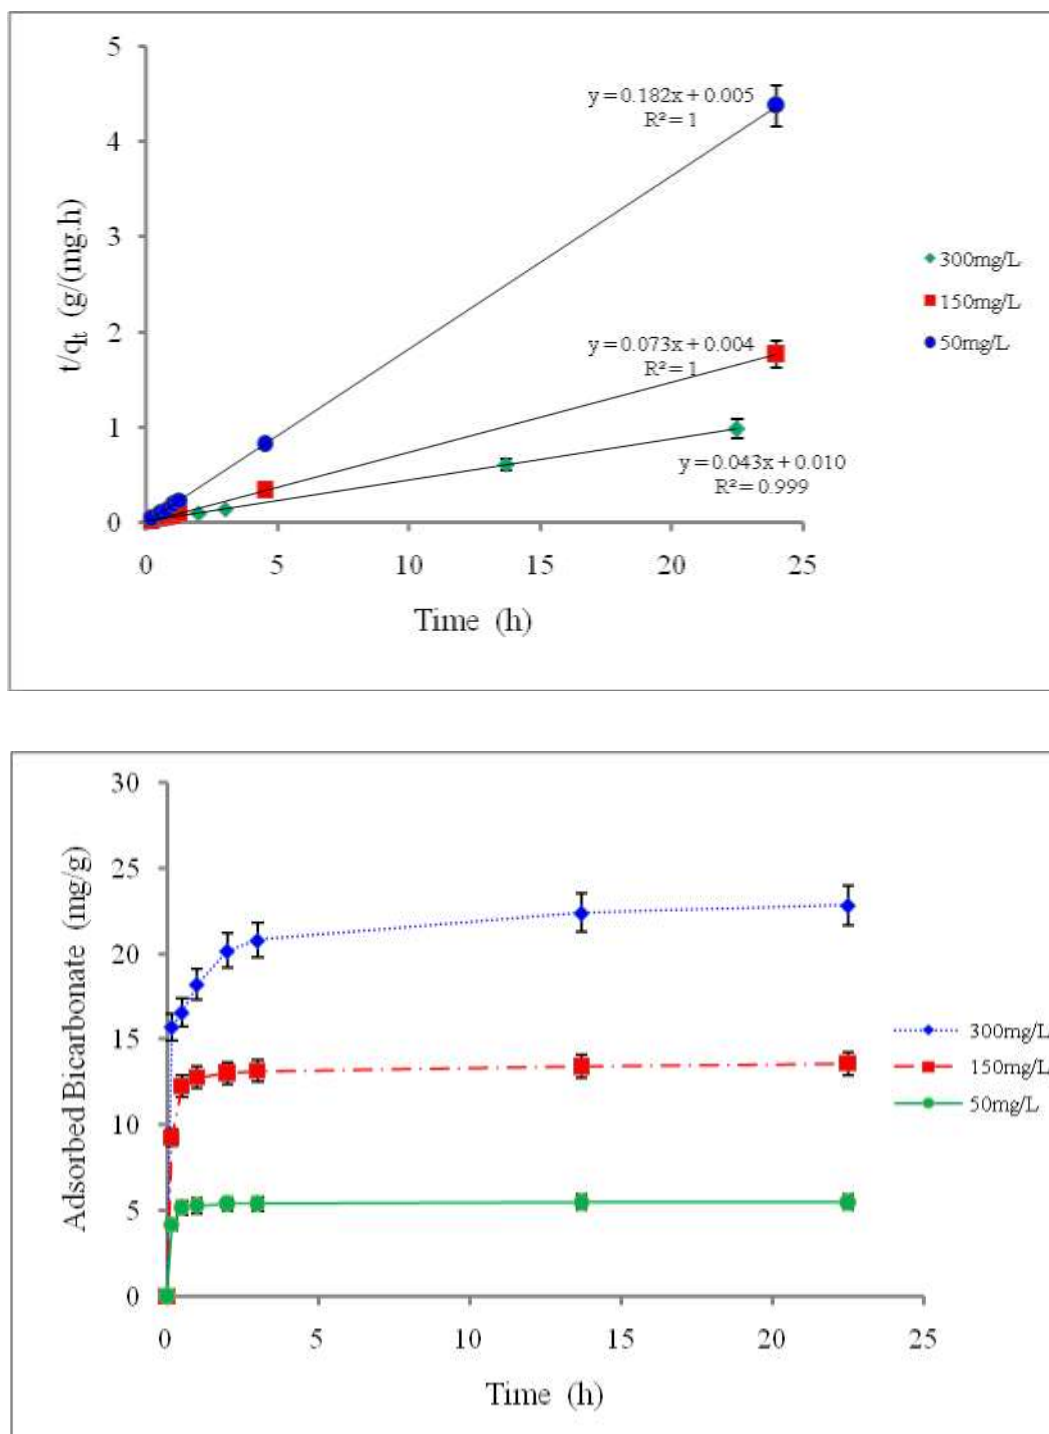 5
4
3
2
1
0
t/qt (g/(mg.h)
y = 0.182x + 0.005
R² = 1
y = 0.073x + 0.004
R² = 1
y = 0.043x + 0.010
R² = 0.999
300mg/L
150mg/L
50mg/L
0 5 10 15 20 25
Time (h)
30
25
20
15
10
5
0
Adsorbed Bicarbonate (mg/g)
300mg/L
150mg/L
50mg/L
0 5 10 15 20 25
Time (h)